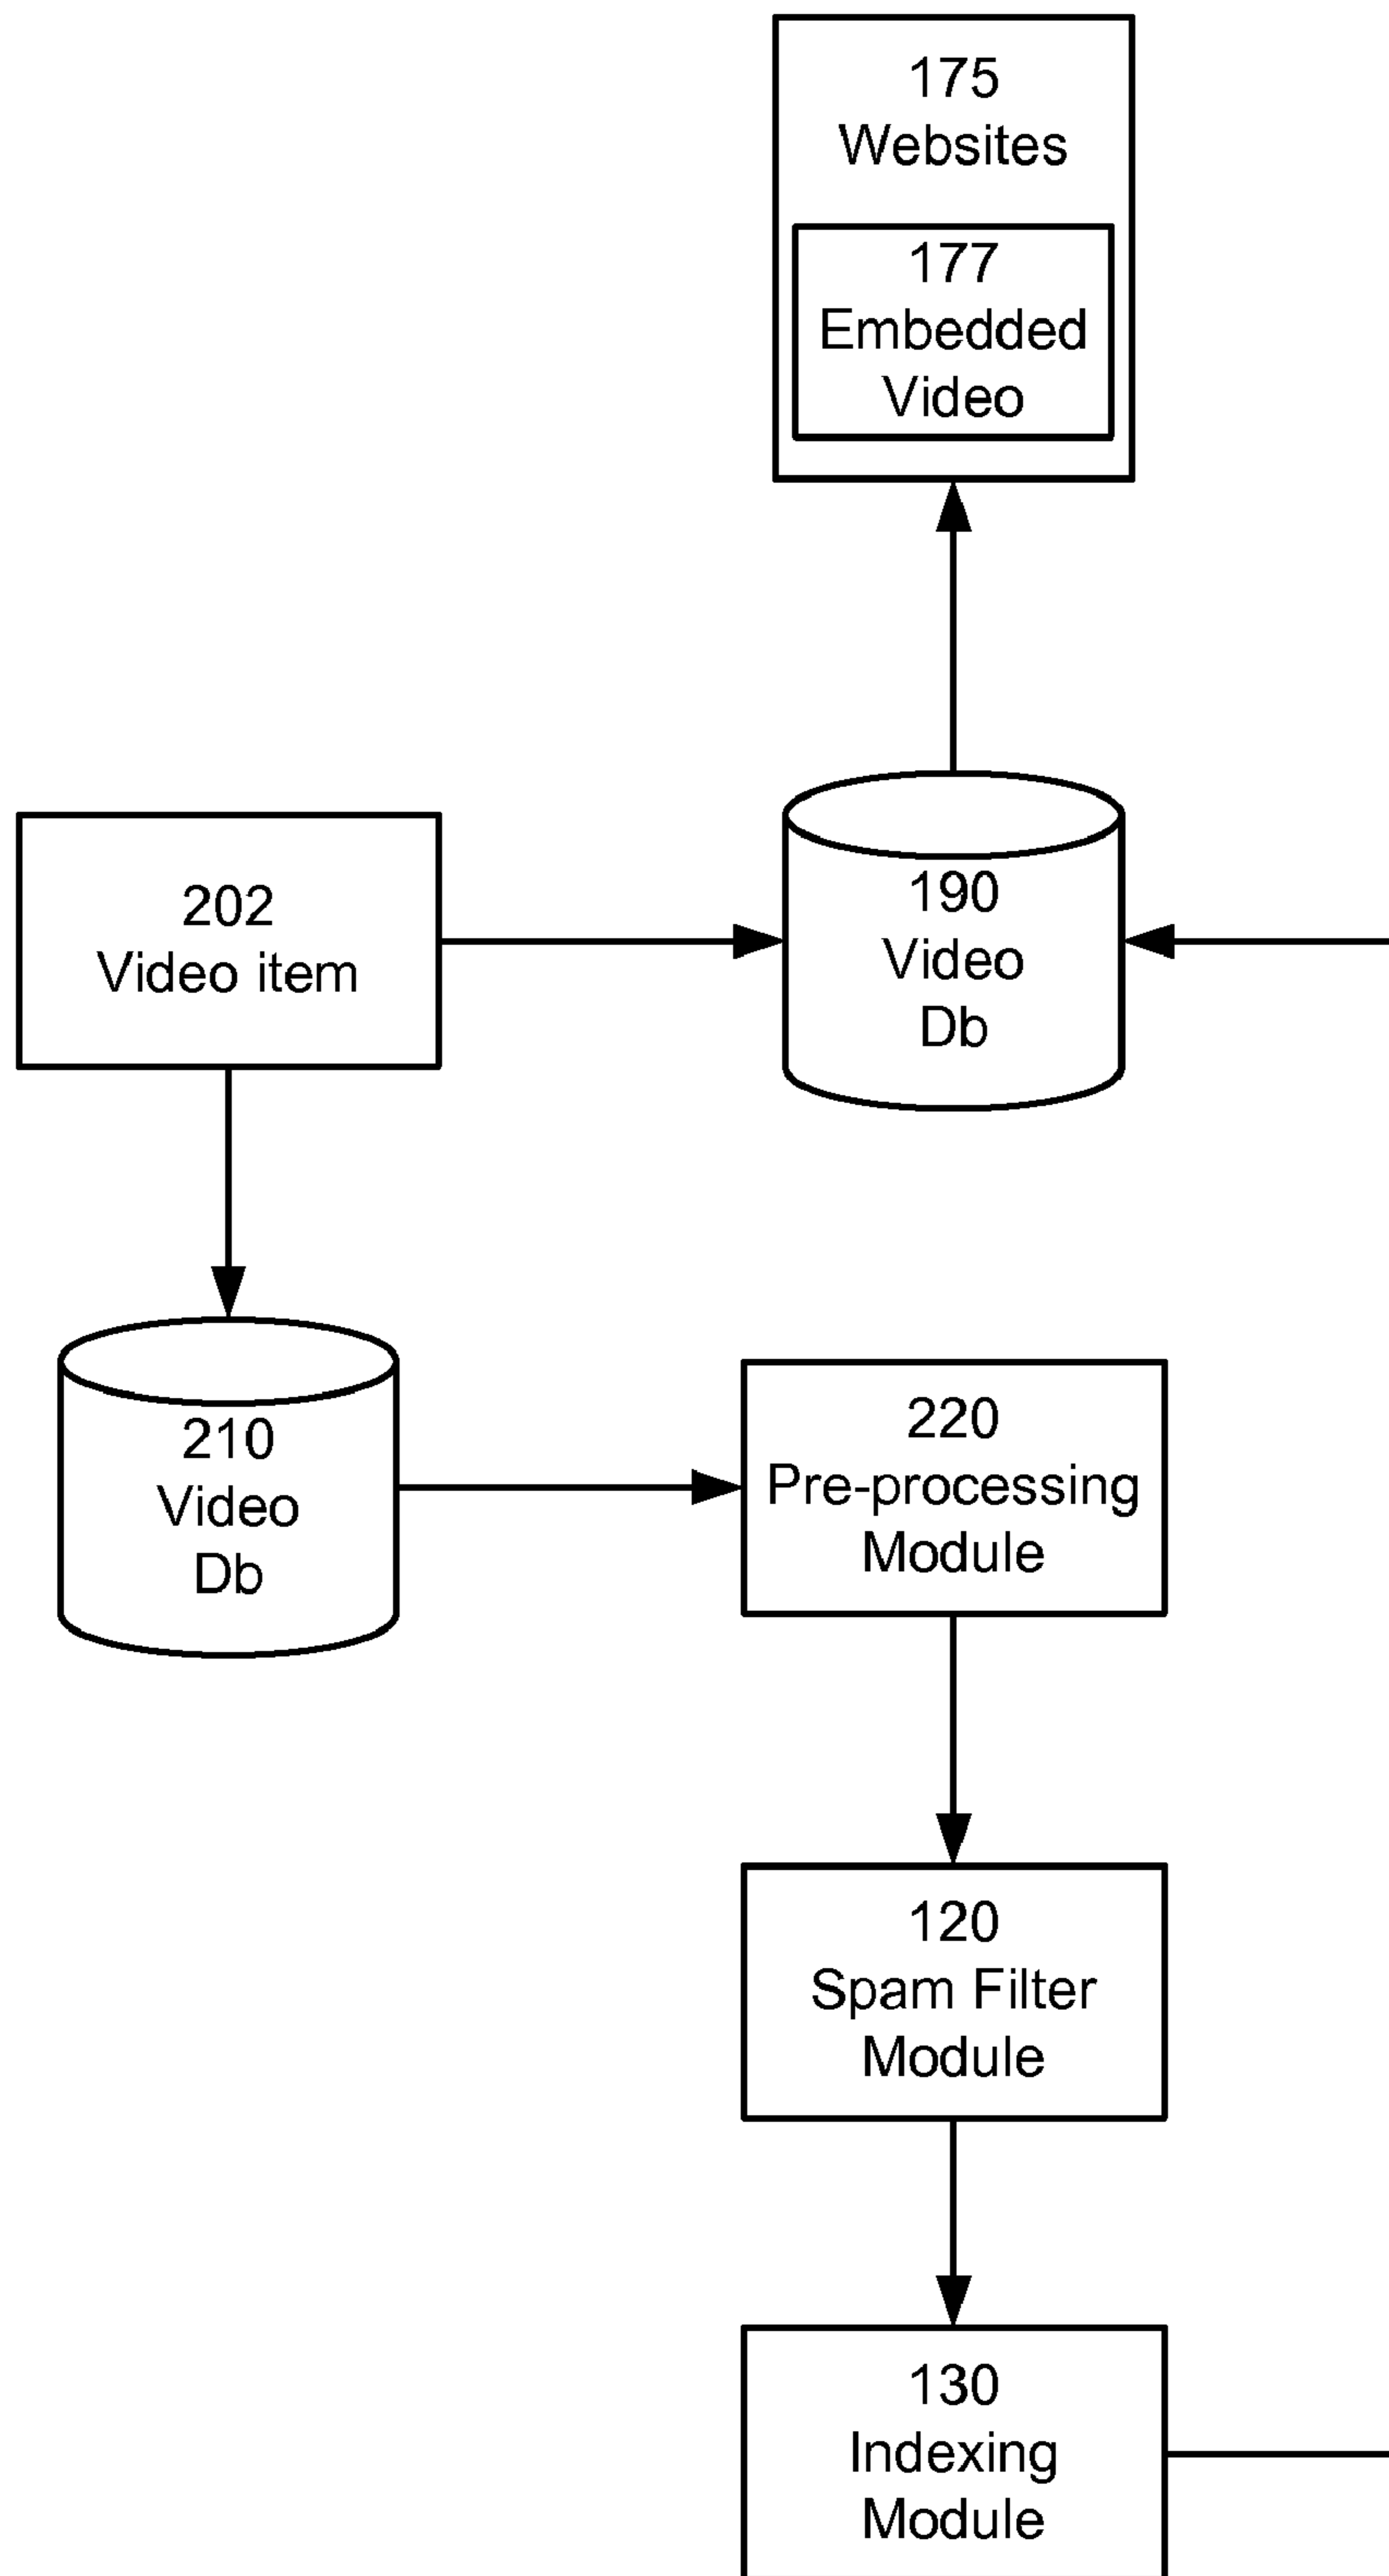 175
Websites
177
Embedded
Video
202
Video item
190
Video
Db
210
Video
Db
220
Pre-processing
Module
120
Spam Filter
Module
130
Indexing
Module